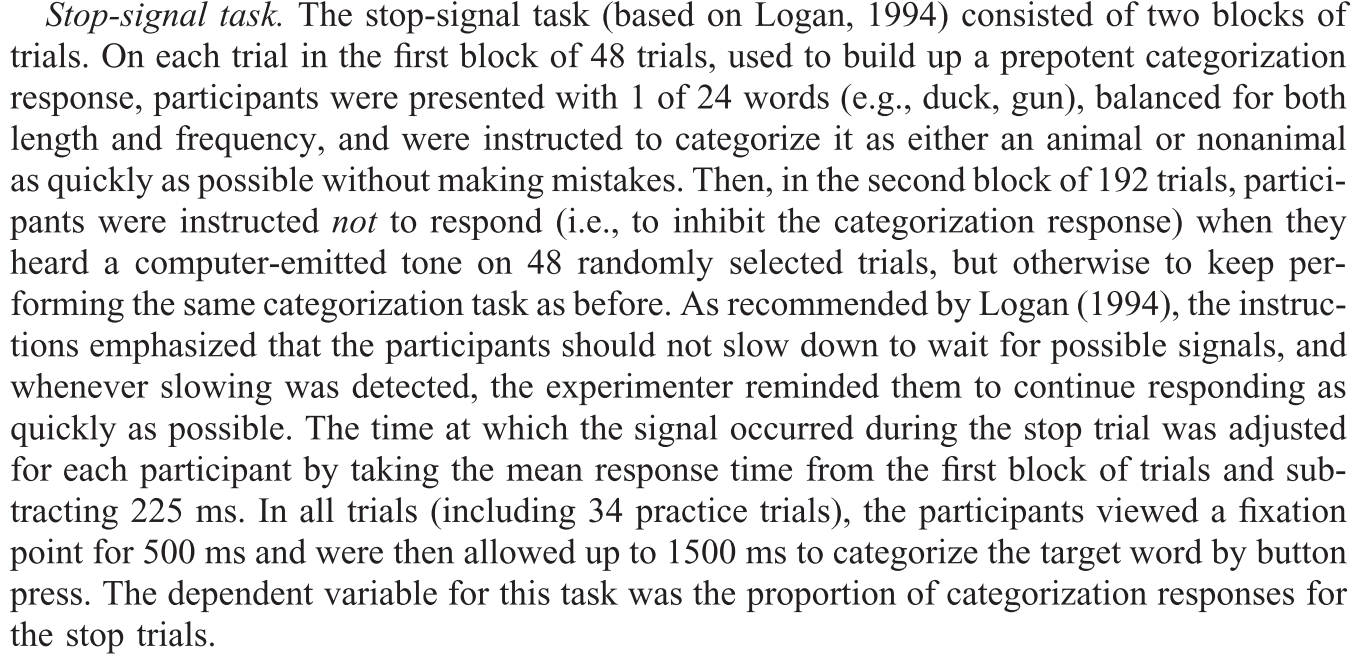 Stop-signal task. The stop-signal task (based on Logan, 1994) consisted of two blocks of
trials. On each trial in the first block of 48 trials, used to build up a prepotent categorization
response, participants were presented with 1 of 24 words (e.g., duck, gun), balanced for both
length and frequency, and were instructed to categorize it as either an animal or nonanimal
as quickly as possible without making mistakes. Then, in the second block of 192 trials, partici-
pants were instructed not to respond (i.e., to inhibit the categorization response) when they
heard a computer-emitted tone on 48 randomly selected trials, but otherwise to keep per-
forming the same categorization task as before. As recommended by Logan (1994), the instruc-
tions emphasized that the participants should not slow down to wait for possible signals, and
whenever slowing was detected, the experimenter reminded them to continue responding as
quickly as possible. The time at which the signal occurred during the stop trial was adjusted
for each participant by taking the mean response time from the first block of trials and sub-
tracting 225 ms. In all trials (including 34 practice trials), the participants viewed a fixation
point for 500 ms and were then allowed up to 1500 ms to categorize the target word by button
press. The dependent variable for this task was the proportion of categorization responses for
the stop trials.